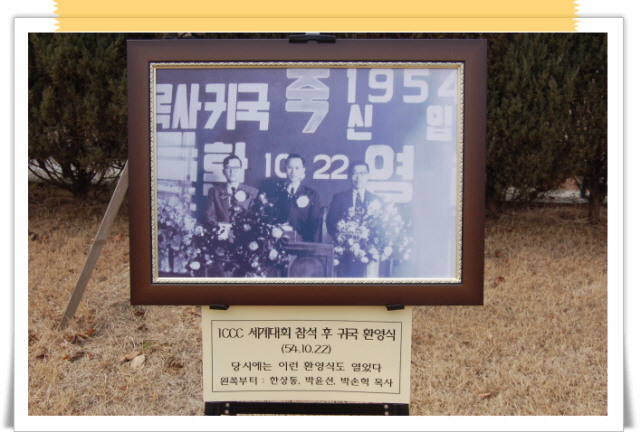 축 1954
목사귀국 신입
환 10.22 영
ICCC 세계대회 참석 후 귀국 환영식
(54.10.22)
당시에는 이런 환영식도 열었다
왼쪽부터 : 한상동, 박윤선, 박손혁 목사